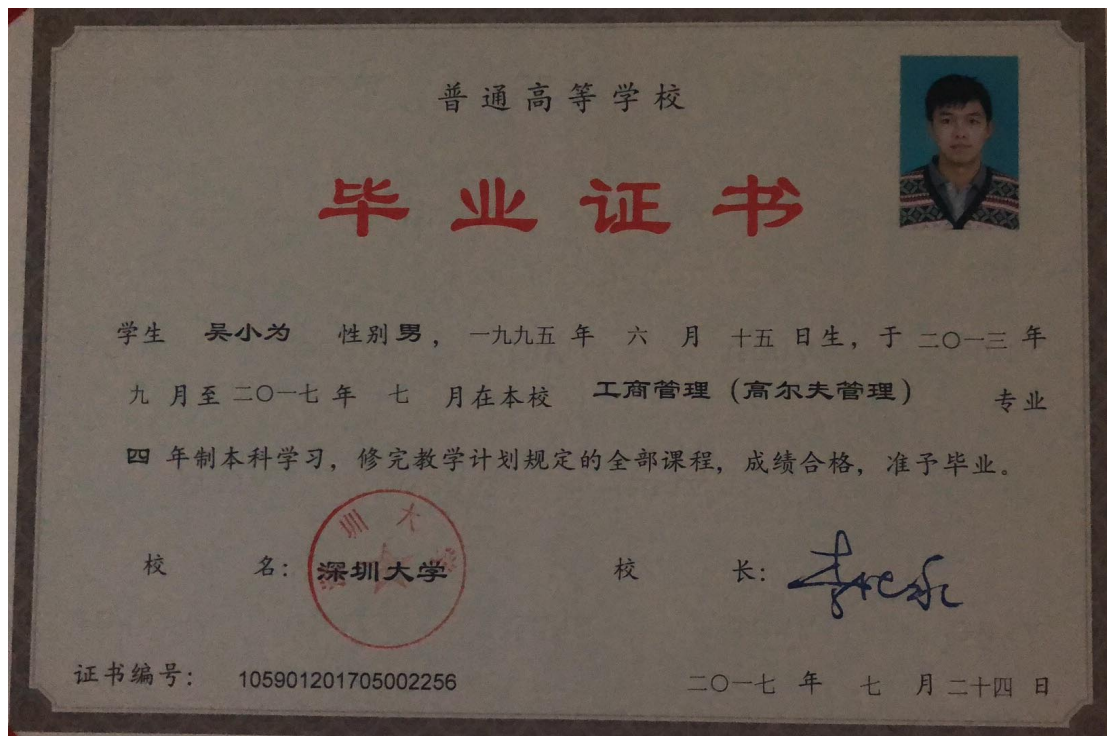 普通高等学校
毕业证书
学生 吴小为 性别 男，一九九五 年 六 月 十五 日生，于 二〇一三 年
九 月至 二〇一七 年 七 月在本校 工商管理（高尔夫管理） 专业
四 年制本科学习，修完教学计划规定的全部课程，成绩合格，准予毕业。
校 名：深圳大学 校 长：
证书编号：105901201705002256 二〇一七 年 七 月 二十四 日